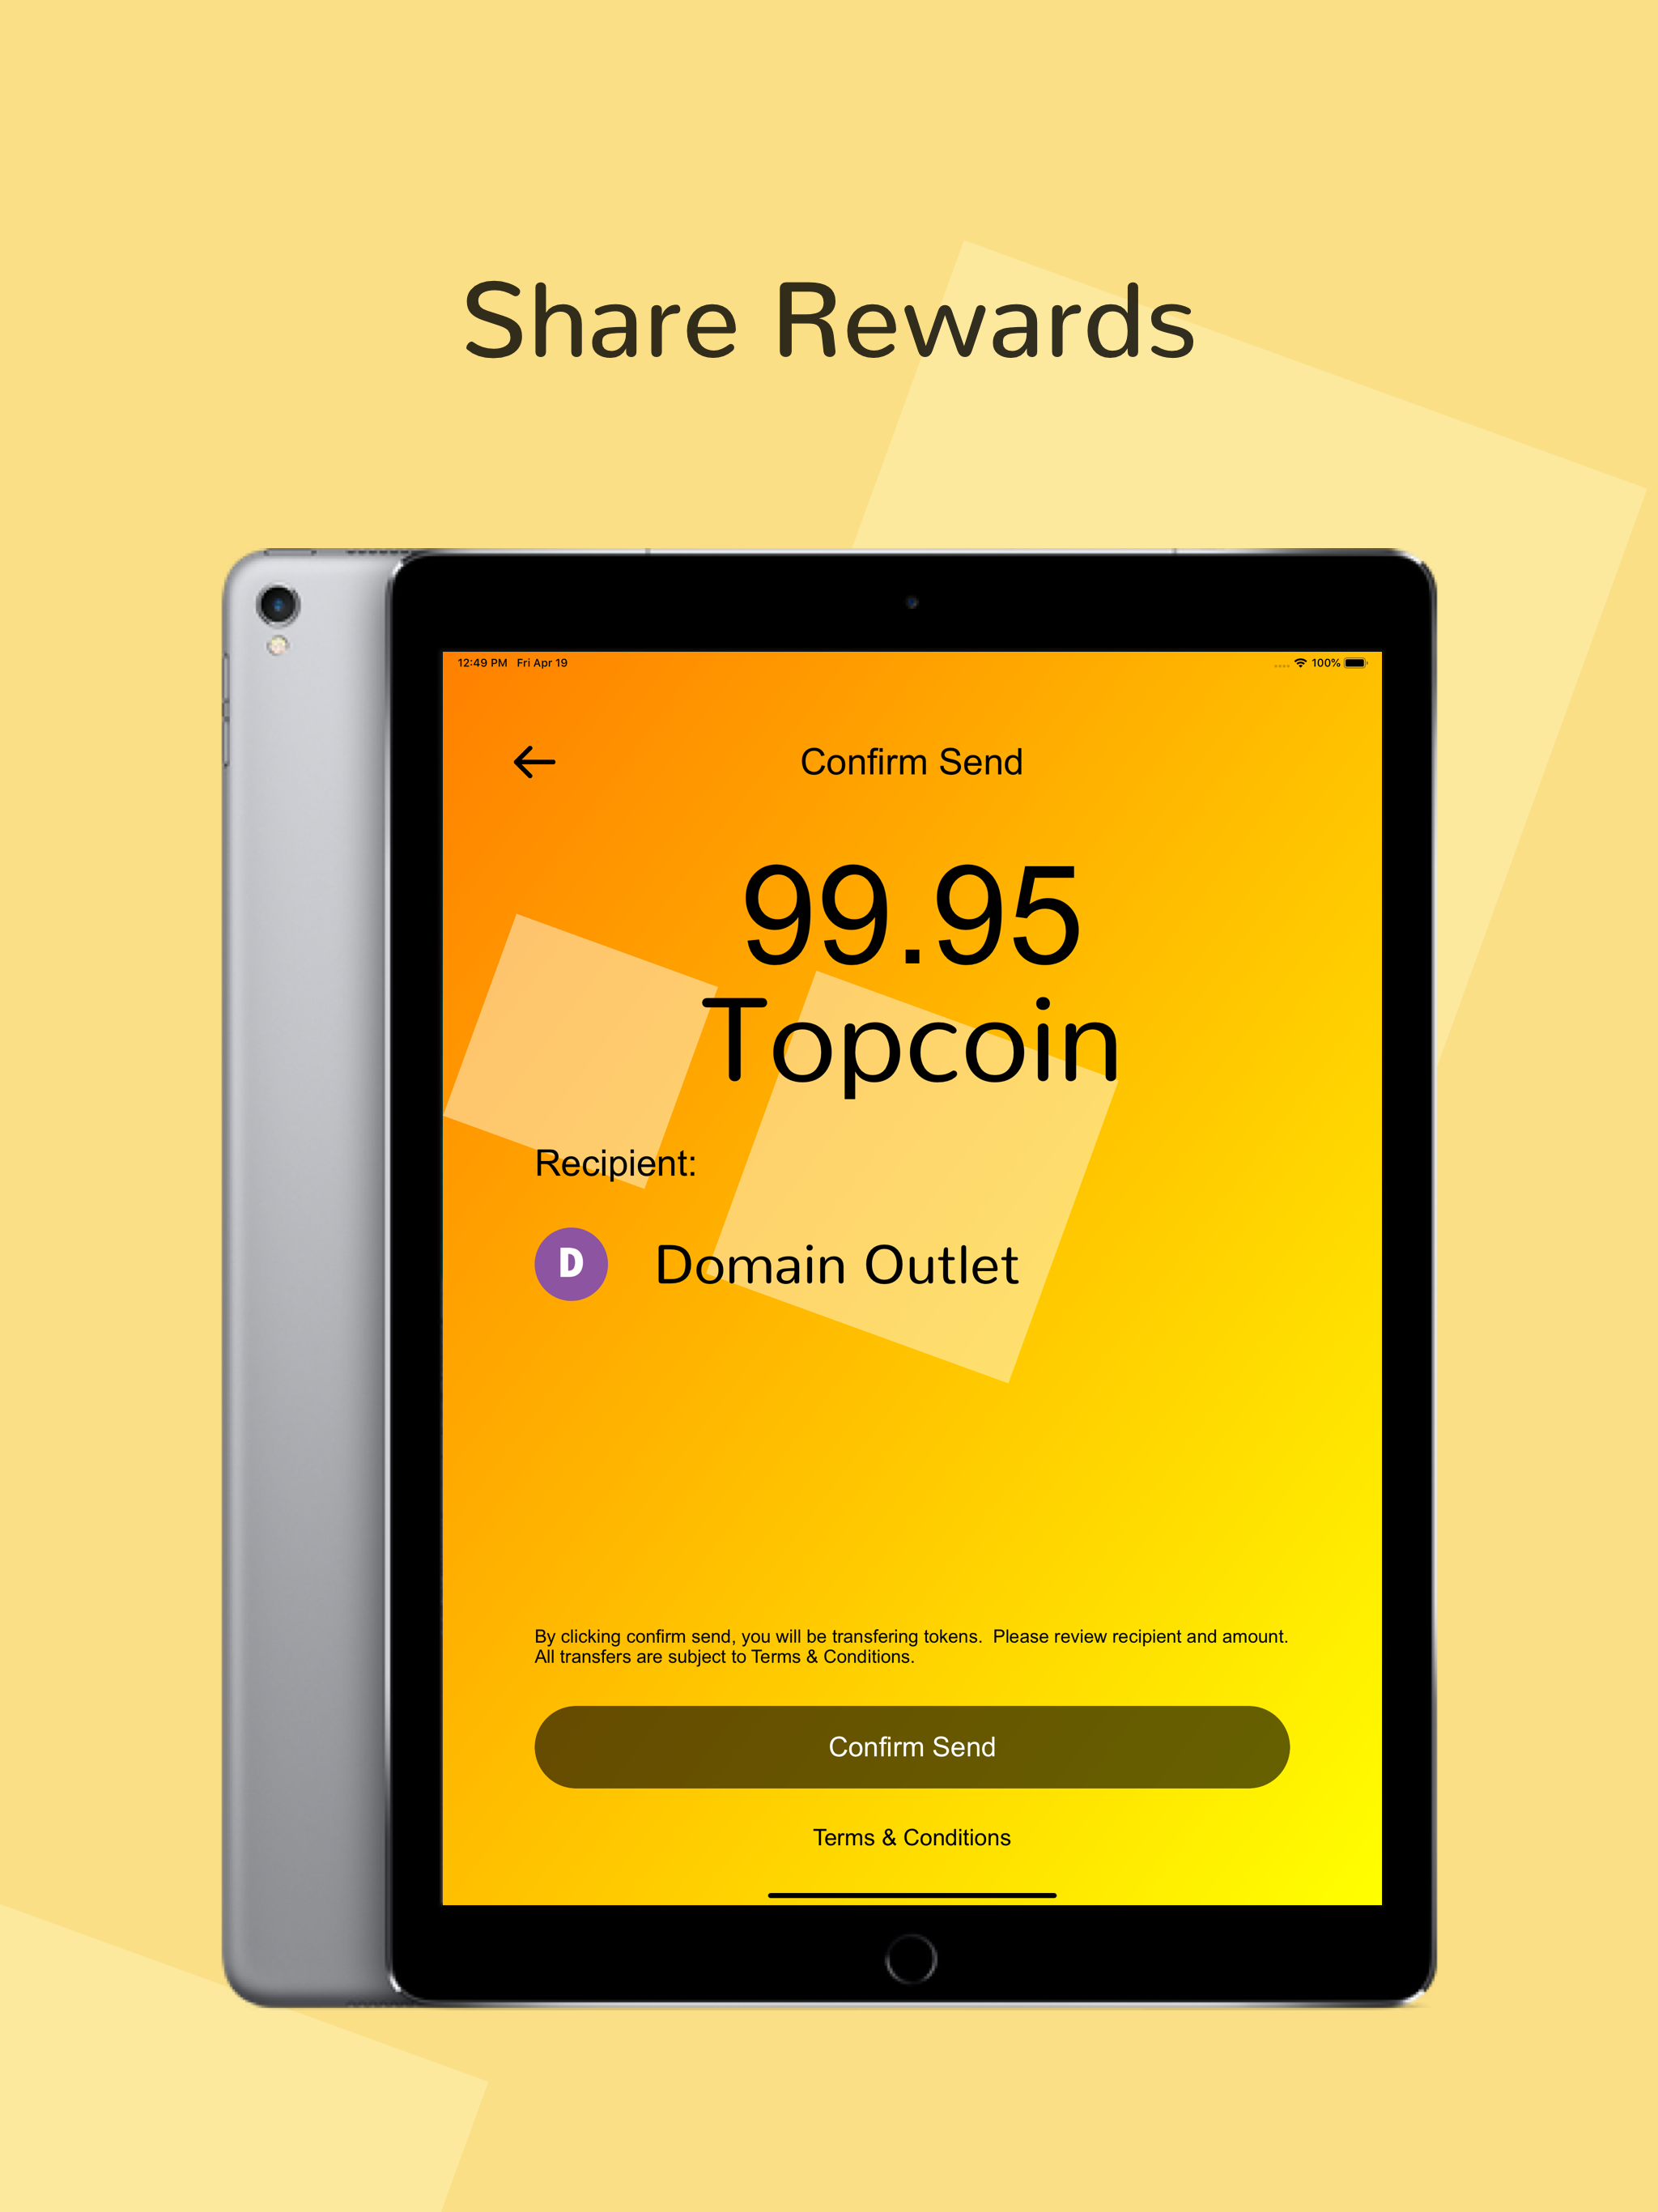 Share Rewards
12:49 PM Fri Apr 19
100%
Confirm Send
99.95
Topcoin
Recipient:
D
Domain Outlet
By clicking confirm send, you will be transfering tokens.  Please review recipient and amount.
All transfers are subject to Terms & Conditions.
Confirm Send
Terms & Conditions